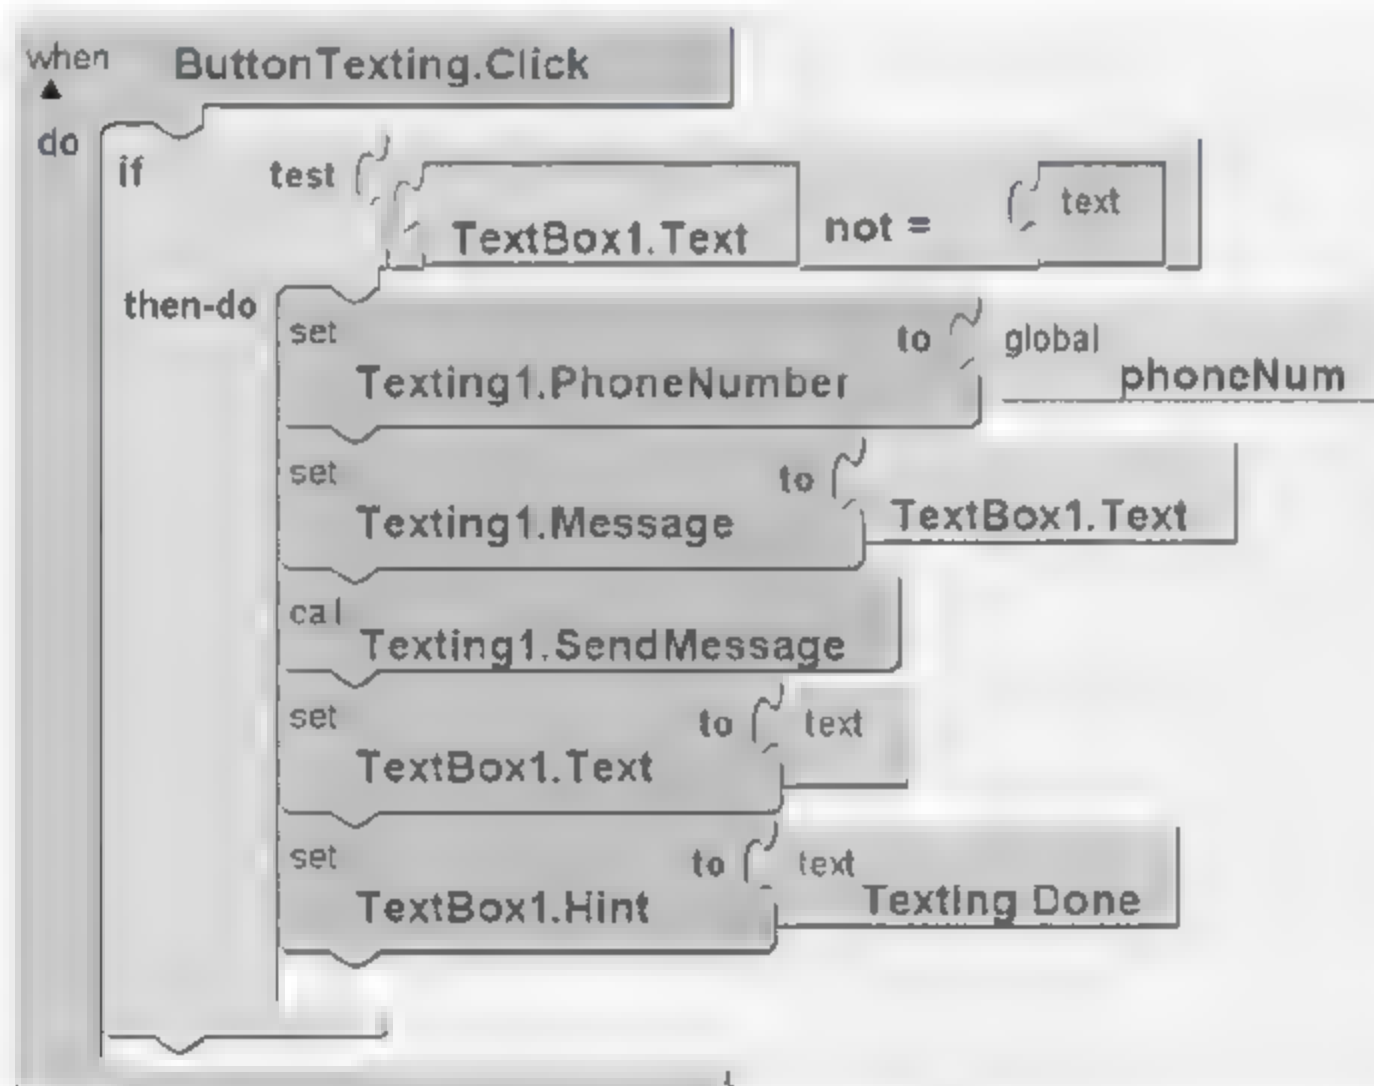 when ButtonTexting.Click
do
if test TextBox1.Text not = text
then-do
set to global
Texting1.PhoneNumber phoneNum
set to
Texting1.Message TextBox1.Text
cal
Texting1.SendMessage
set to text
TextBox1.Text
set to text
TextBox1.Hint Texting Done